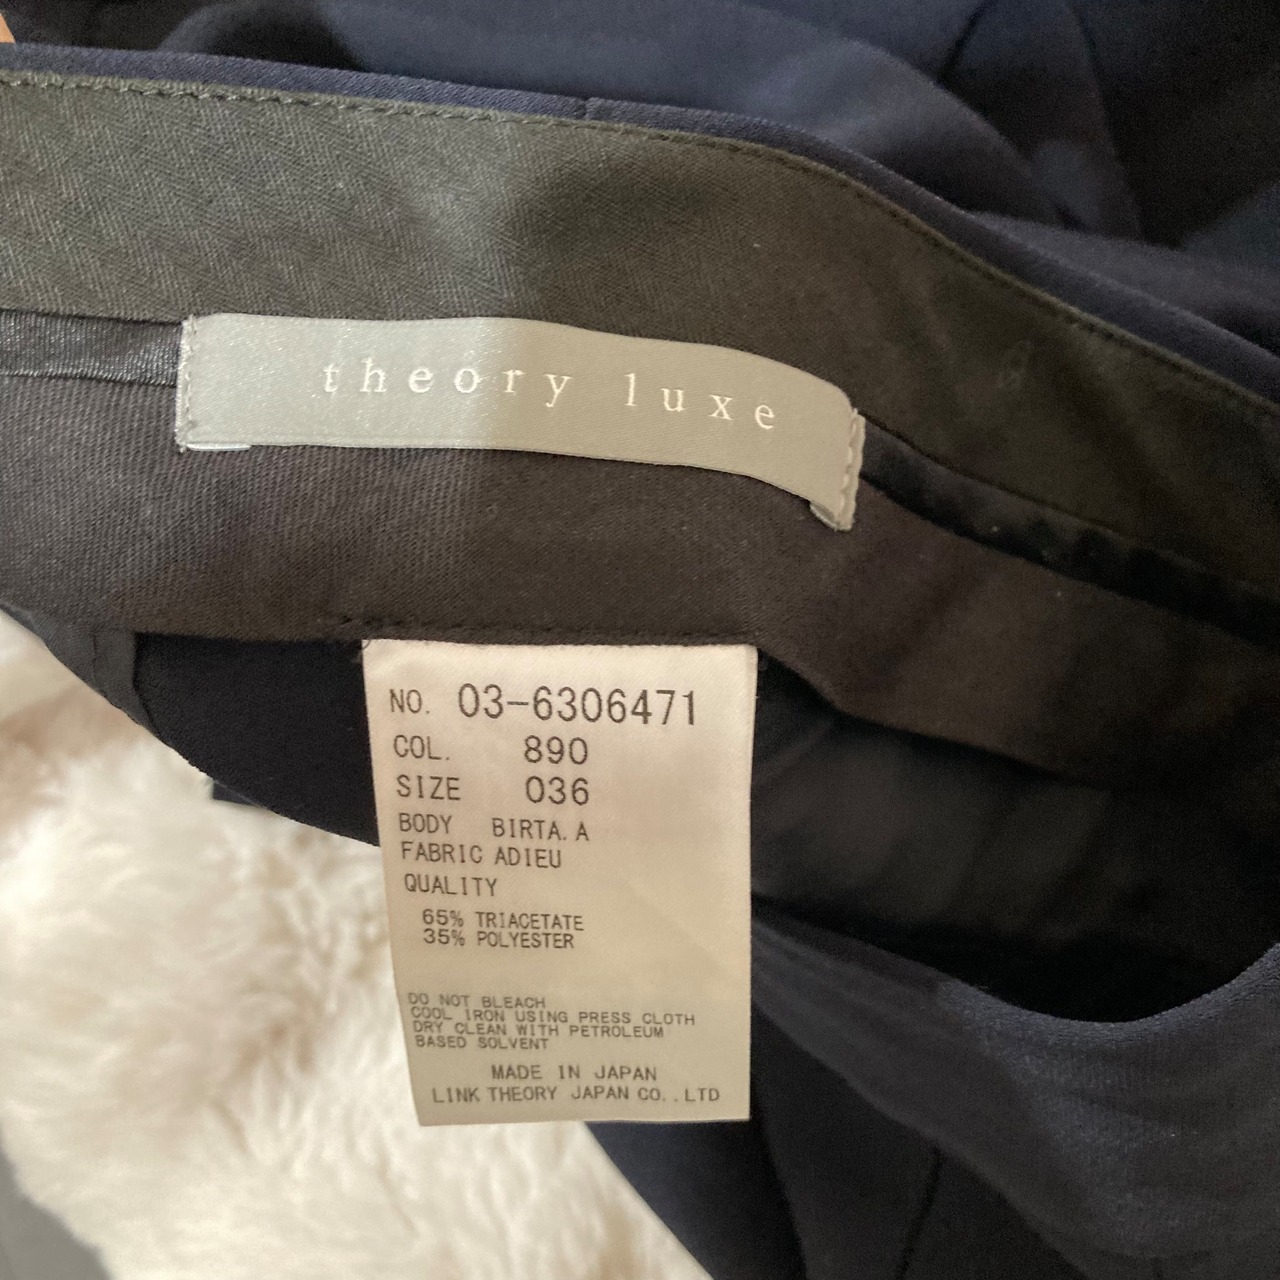 theory luxe
NO. 03-6306471
COL. 890
SIZE 036
BODY BIRTA.A
FABRIC ADIEU
QUALITY
65% TRIACETATE
35% POLYESTER
DO NOT BLEACH
COOL IRON USING PRESS CLOTH
DRY CLEAN WITH PETROLEUM
BASED SOLVENT
MADE IN JAPAN
LINK THEORY JAPAN CO.,LTD